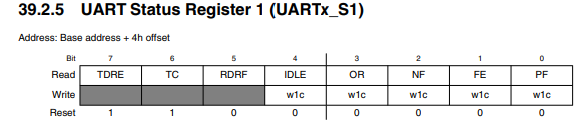 39.2.5 UART Status Register 1 (UARTx_S1)
Address: Base address + 4h offset
Bit 7 6 5 4 3 2 1 0
Read TDRE TC RDRF IDLE OR NF FE PF
Write w1c w1c w1c w1c w1c
Reset 1 1 0 0 0 0 0 0